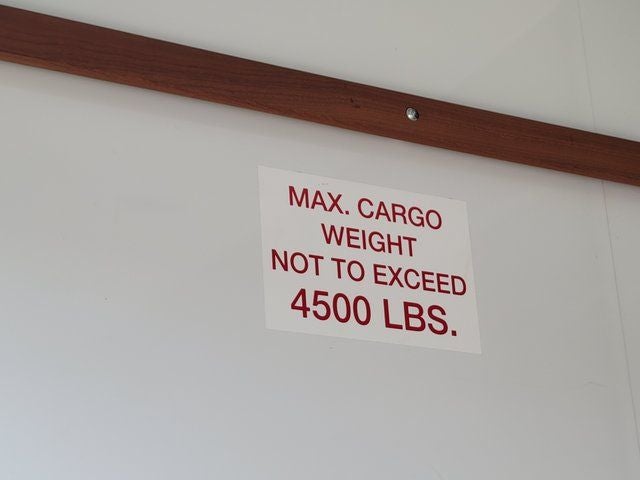 MAX. CARGO
WEIGHT
NOT TO EXCEED
4500 LBS.